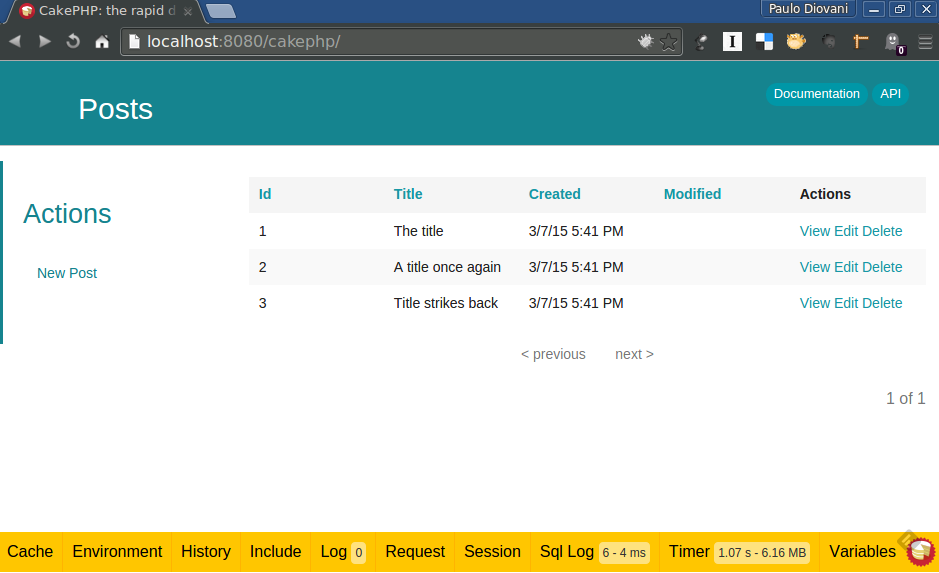 CakePHP: the rapid d
Paulo Diovani
localhost:8080/cakephp/
I
0
Posts
Documentation API
Actions
New Post
Id Title Created Modified Actions
1 The title 3/7/15 5:41 PM View Edit Delete
2 A title once again 3/7/15 5:41 PM View Edit Delete
3 Title strikes back 3/7/15 5:41 PM View Edit Delete
< previous next >
1 of 1
Cache Environment History Include Log 0 Request Session Sql Log 6 - 4 ms Timer 1.07 s - 6.16 MB Variables